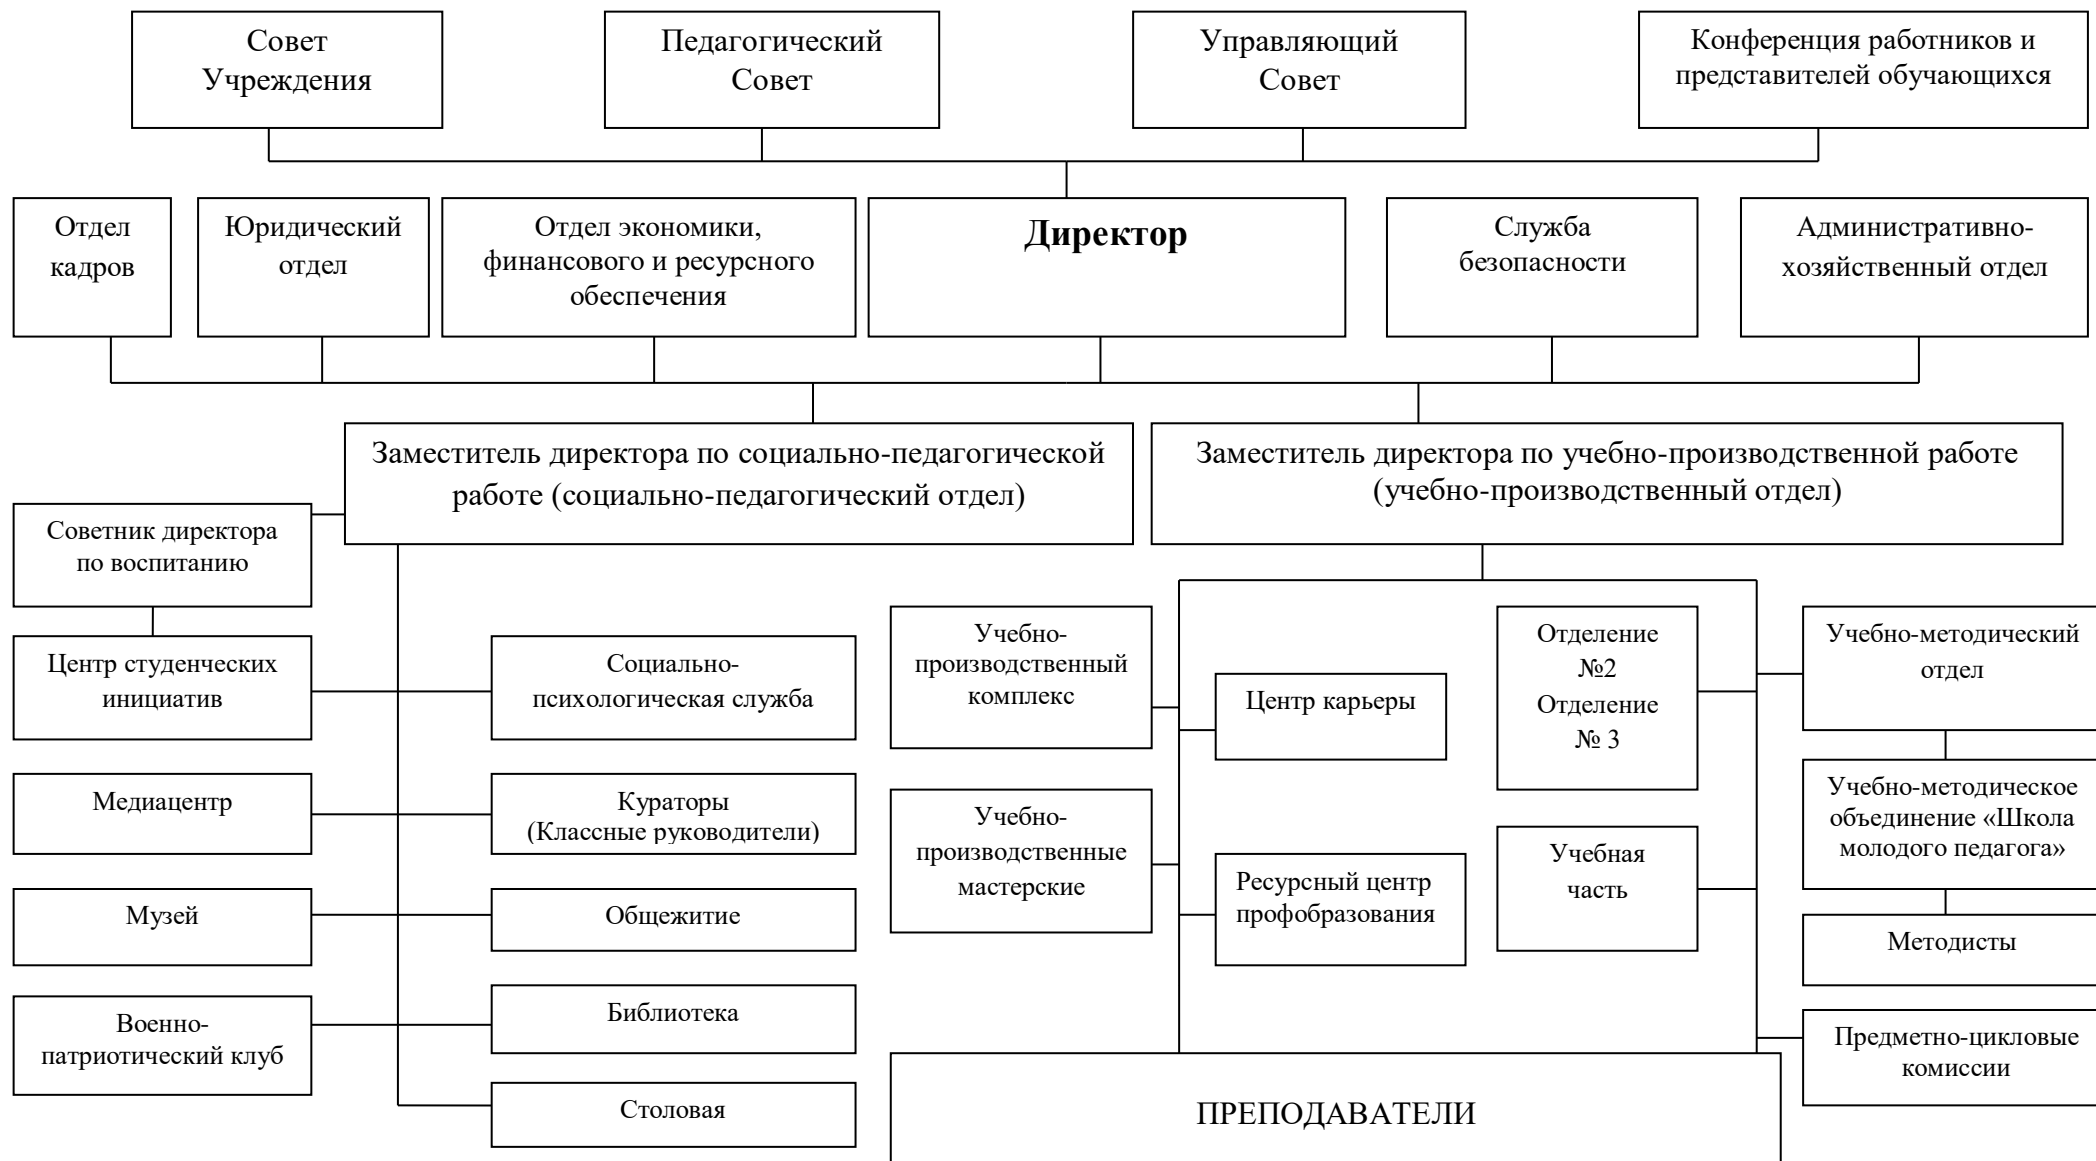 Совет
Учреждения
Педагогический
Совет
Управляющий
Совет
Конференция работников и
представителей обучающихся
Отдел
кадров
Юридический
отдел
Отдел экономики,
финансового и ресурсного
обеспечения
Директор
Служба
безопасности
Административно-
хозяйственный отдел
Заместитель директора по социально-педагогической
работе (социально-педагогический отдел)
Заместитель директора по учебно-производственной работе
(учебно-производственный отдел)
Советник директора
по воспитанию
Центр студенческих
инициатив
Социально-
психологическая служба
Медиацентр
Кураторы
(Классные руководители)
Музей
Общежитие
Военно-
патриотический клуб
Библиотека
Столовая
Учебно-
производственный
комплекс
Центр карьеры
Учебно-
производственные
мастерские
Ресурсный центр
профобразования
Отделение
№2
Отделение
№ 3
Учебная
часть
Учебно-методический
отдел
Учебно-методическое
объединение «Школа
молодого педагога»
Методисты
Предметно-цикловые
комиссии
ПРЕПОДАВАТЕЛИ